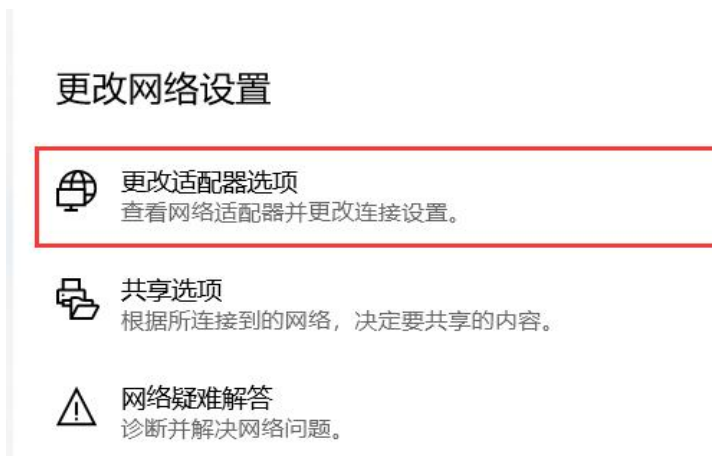 更改网络设置
更改适配器选项
查看网络适配器并更改连接设置。
共享选项
根据所连接到的网络，决定要共享的内容。
网络疑难解答
诊断并解决网络问题。